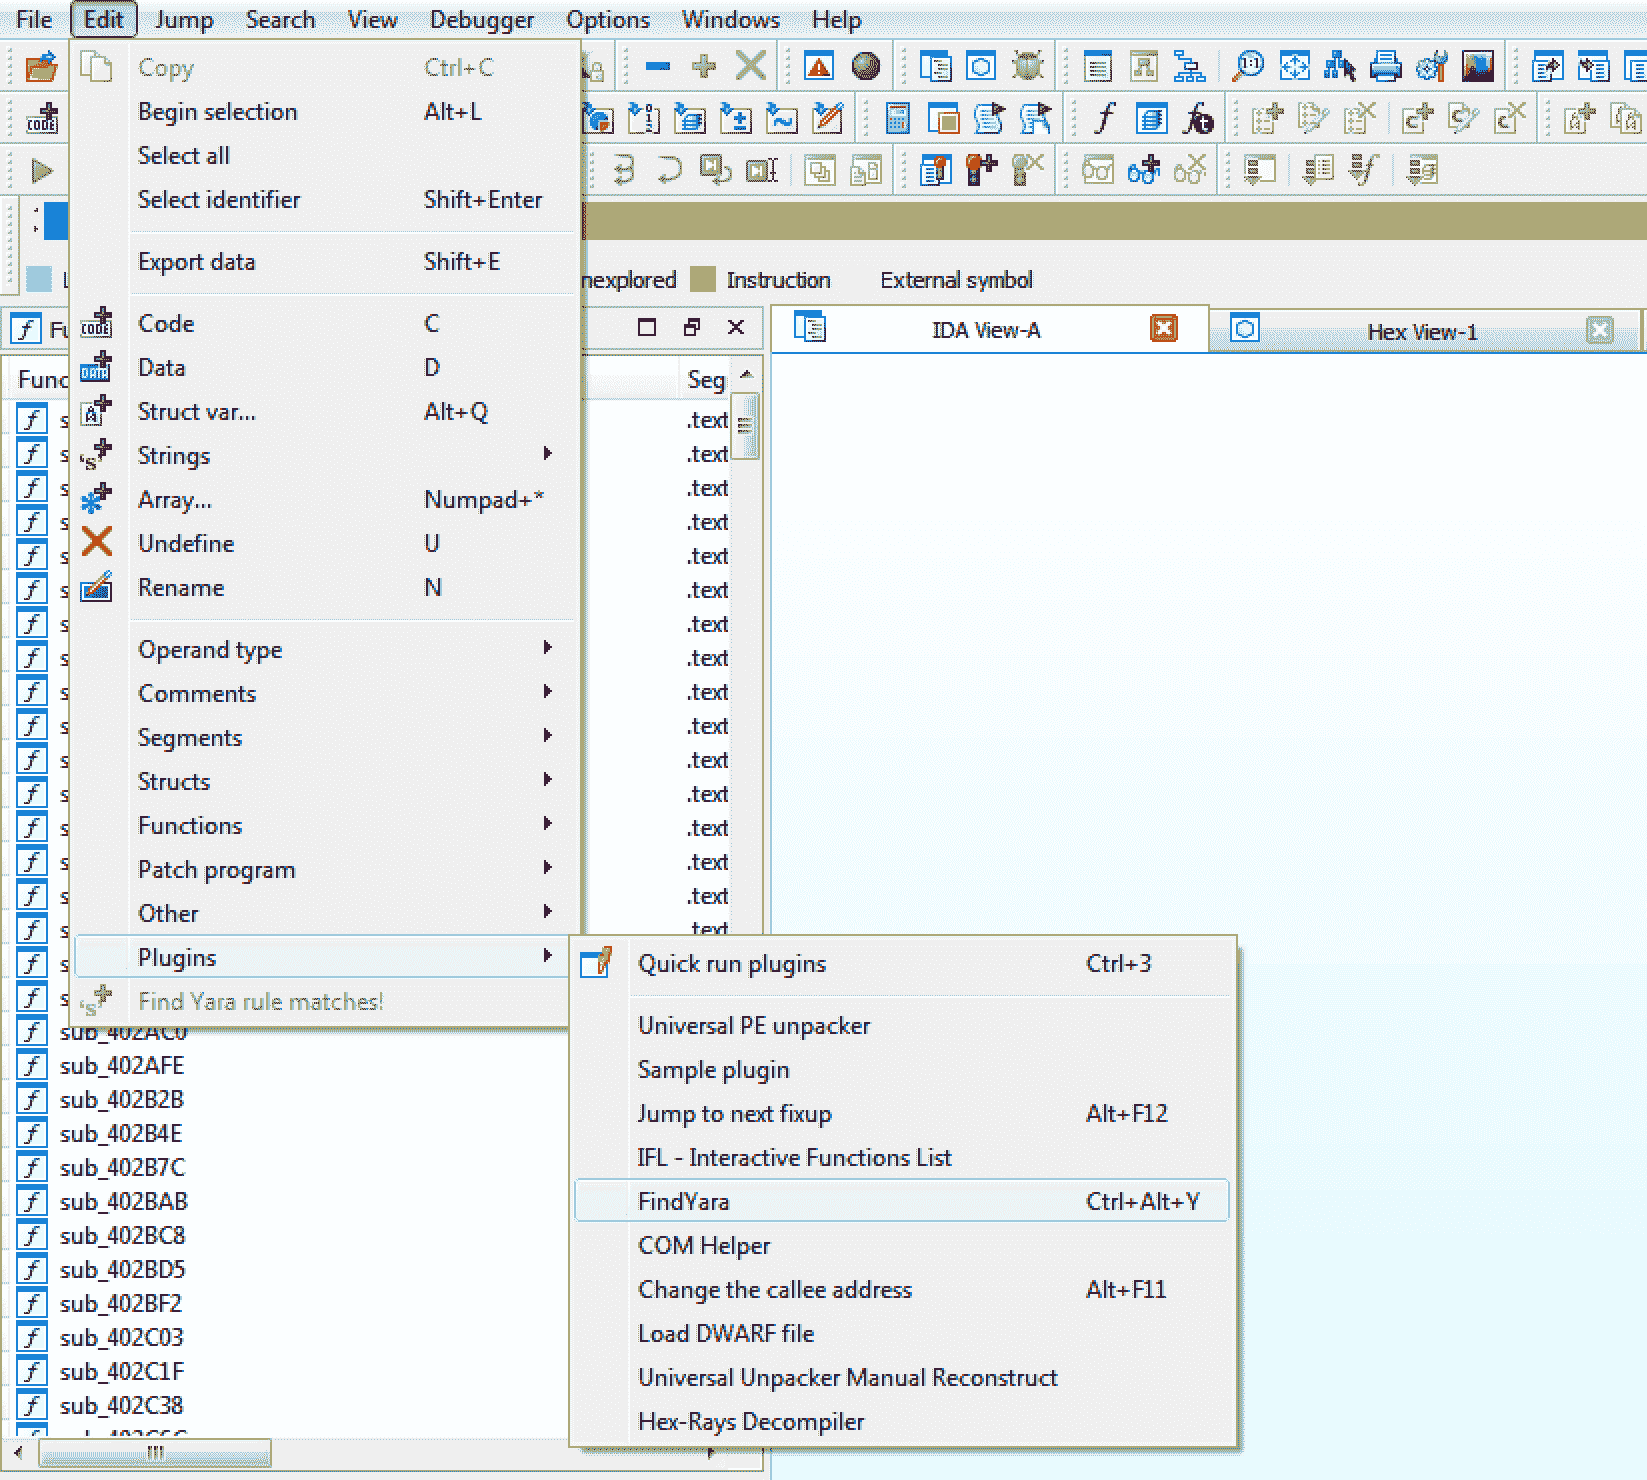 File Edit Jump Search View Debugger Options Windows Help
Copy Ctrl+C
Begin selection Alt+L
Select all
Select identifier Shift+Enter
Export data Shift+E
nexplored Instruction External symbol
Code C
IDA View-A Hex View-1
Data D
Func Seg
Struct var... Alt+Q
.text
Strings
.text
Array... Numpad+*
.text
.text
Undefine U
.text
Rename N
.text
.text
Operand type
.text
Comments
.text
Segments
.text
.text
Structs
.text
Functions
.text
Patch program
.text
.text
Other
.text
Plugins
Find Yara rule matches!
Quick run plugins Ctrl+3
Universal PE unpacker
Sample plugin
Jump to next fixup Alt+F12
IFL - Interactive Functions List
FindYara Ctrl+Alt+Y
COM Helper
Change the callee address Alt+F11
Load DWARF file
Universal Unpacker Manual Reconstruct
Hex-Rays Decompiler
sub_402AC0
sub_402AFE
sub_402B2B
sub_402B4E
sub_402B7C
sub_402BAB
sub_402BC8
sub_402BD5
sub_402BF2
sub_402C03
sub_402C1F
sub_402C38